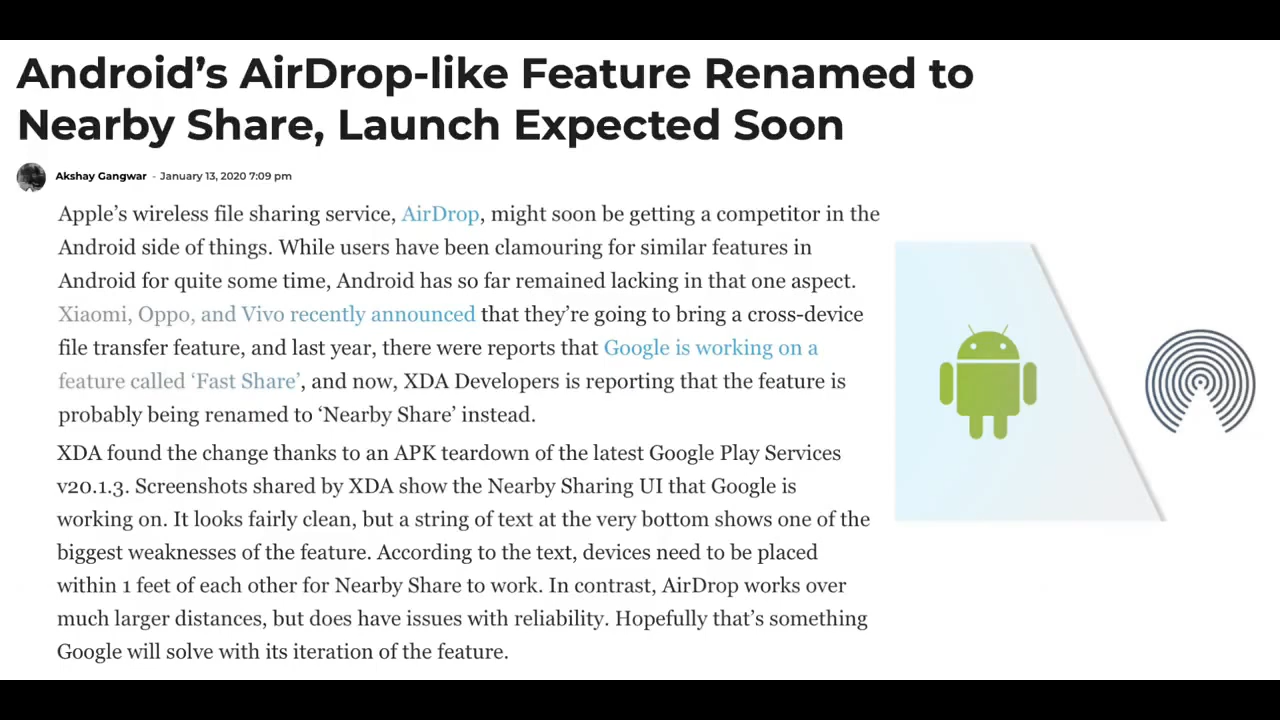 Android’s AirDrop-like Feature Renamed to
Nearby Share, Launch Expected Soon
Akshay Gangwar - January 13, 2020 7:09 pm
Apple’s wireless file sharing service, AirDrop, might soon be getting a competitor in the
Android side of things. While users have been clamouring for similar features in
Android for quite some time, Android has so far remained lacking in that one aspect.
Xiaomi, Oppo, and Vivo recently announced that they’re going to bring a cross-device
file transfer feature, and last year, there were reports that Google is working on a
feature called ‘Fast Share’, and now, XDA Developers is reporting that the feature is
probably being renamed to ‘Nearby Share’ instead.
XDA found the change thanks to an APK teardown of the latest Google Play Services
v20.1.3. Screenshots shared by XDA show the Nearby Sharing UI that Google is
working on. It looks fairly clean, but a string of text at the very bottom shows one of the
biggest weaknesses of the feature. According to the text, devices need to be placed
within 1 feet of each other for Nearby Share to work. In contrast, AirDrop works over
much larger distances, but does have issues with reliability. Hopefully that’s something
Google will solve with its iteration of the feature.